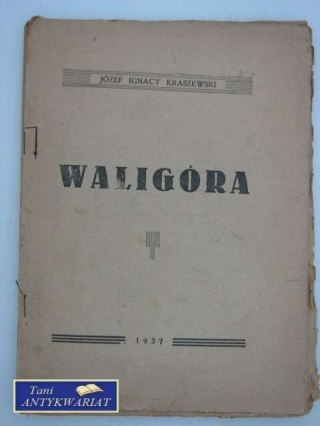 JÓZEF IGNACY KRASZEWSKI
WALIGÓRA
1937
Tani
ANTYKWARIAT